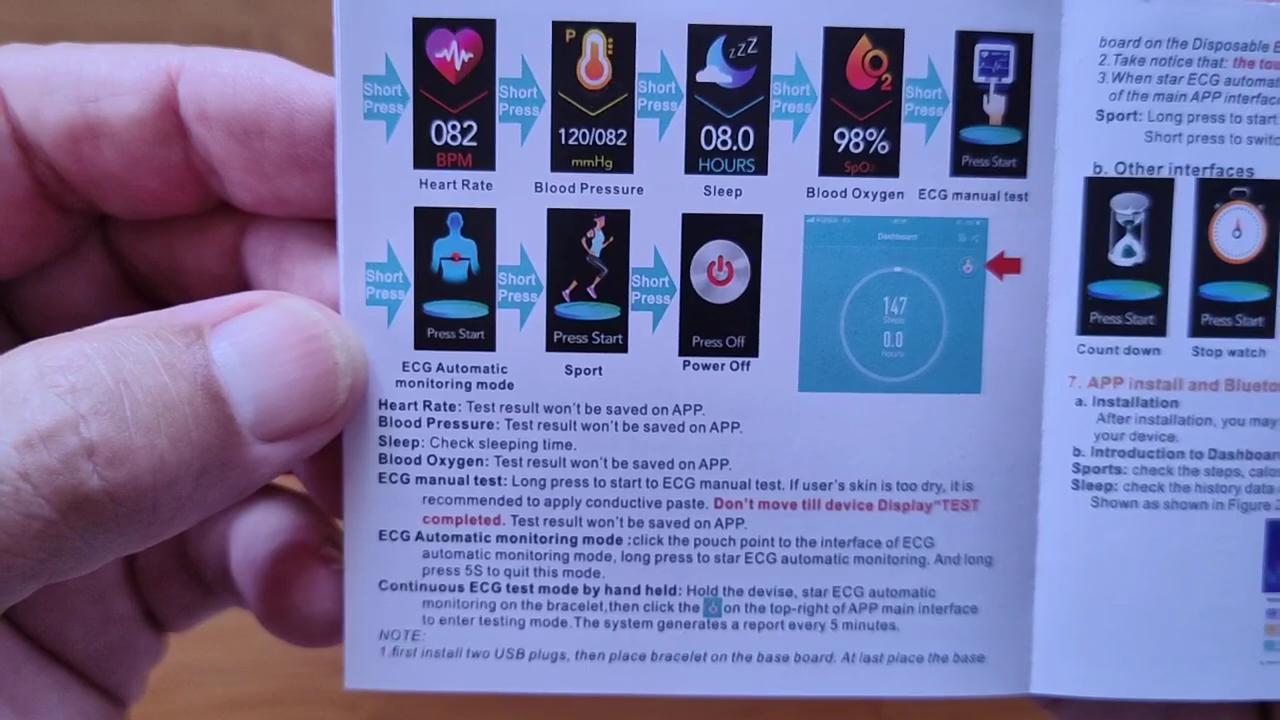 Short Press
082
BPM
Heart Rate
Short Press
P
120/082
mmHg
Blood Pressure
Short Press
zzZ
08.0
HOURS
Sleep
Short Press
O2
98%
SpO2
Blood Oxygen
Short Press
Press Start
ECG manual test
Short Press
Press Start
ECG Automatic
monitoring mode
Short Press
Press Start
Sport
Short Press
Press Off
Power Off
Dashboard
147
Steps
0.0
hours
Heart Rate: Test result won't be saved on APP.
Blood Pressure: Test result won't be saved on APP.
Sleep: Check sleeping time.
Blood Oxygen: Test result won't be saved on APP.
ECG manual test: Long press to start to ECG manual test. If user's skin is too dry, it is
recommended to apply conductive paste. Don't move till device Display"TEST
completed. Test result won't be saved on APP.
ECG Automatic monitoring mode :click the pouch point to the interface of ECG
automatic monitoring mode, long press to star ECG automatic monitoring. And long
press 5S to quit this mode.
Continuous ECG test mode by hand held: Hold the devise, star ECG automatic
monitoring on the bracelet,then click the on the top-right of APP main interface
to enter testing mode.The system generates a report every 5 minutes.
NOTE:
1.first install two USB plugs, then place bracelet on the base board. At last place the base
board on the Disposable
2.Take notice that: the
3.When star ECG
of the main APP
Sport: Long press to start
Short press to
b. Other interfaces
Press Start
Count down
Press Start
Stop watch
7. APP install and
a. Installation
After installation, you may
your device.
b. Introduction to
Sports: check the steps,
Sleep: check the history data
Shown as shown in Figure